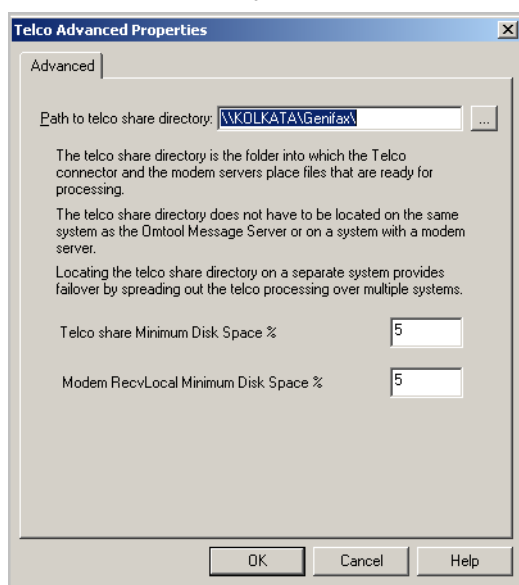 Telco Advanced Properties
Advanced
Path to telco share directory: \\KOLKATA\Genifax\ ...
The telco share directory is the folder into which the Telco
connector and the modem servers place files that are ready for
processing.
The telco share directory does not have to be located on the same
system as the Omtool Message Server or on a system with a modem
server.
Locating the telco share directory on a separate system provides
failover by spreading out the telco processing over multiple systems.
Telco share Minimum Disk Space % 5
Modem RecvLocal Minimum Disk Space % 5
OK Cancel Help